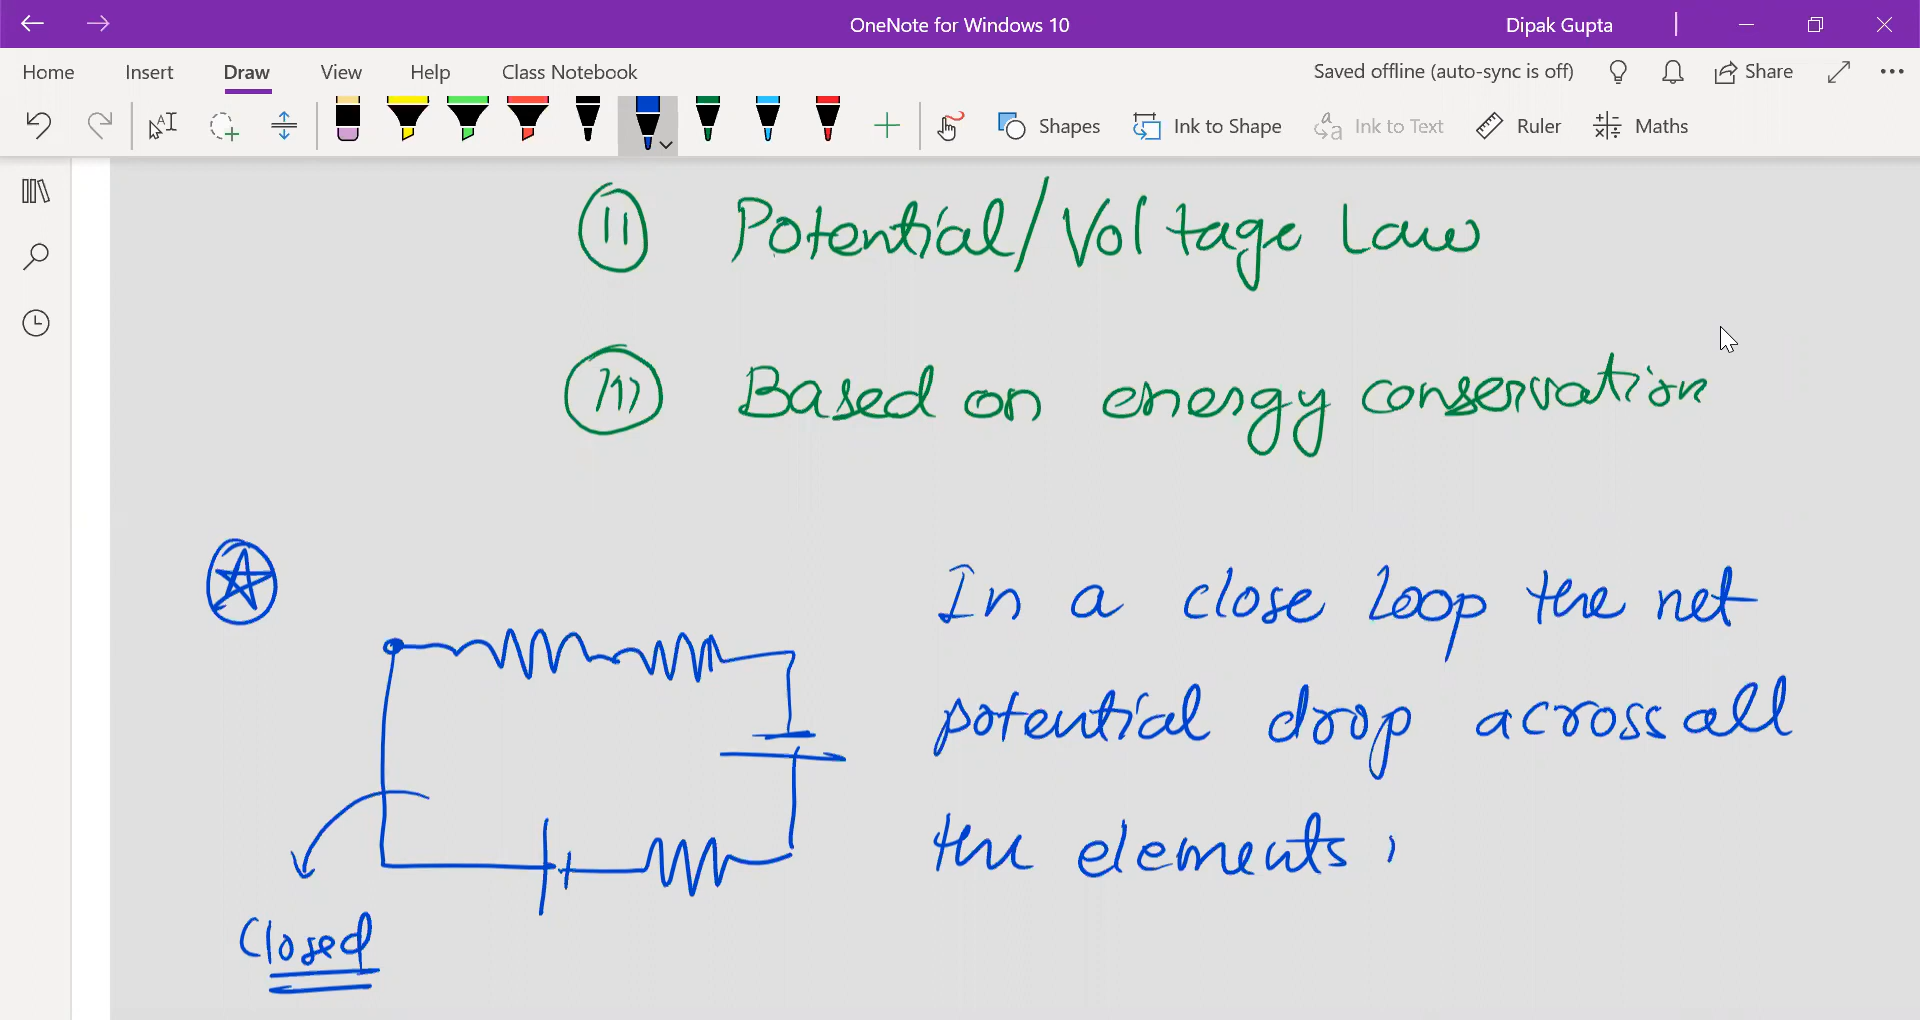 OneNote for Windows 10
Dipak Gupta
Home Insert Draw View Help Class Notebook
Saved offline (auto-sync is off) Share
Shapes Ink to Shape Ink to Text Ruler Maths
(11) Potential/Voltage Law
Based on energy conservation
In a close loop the net
potential drop across all
the elements
Closed